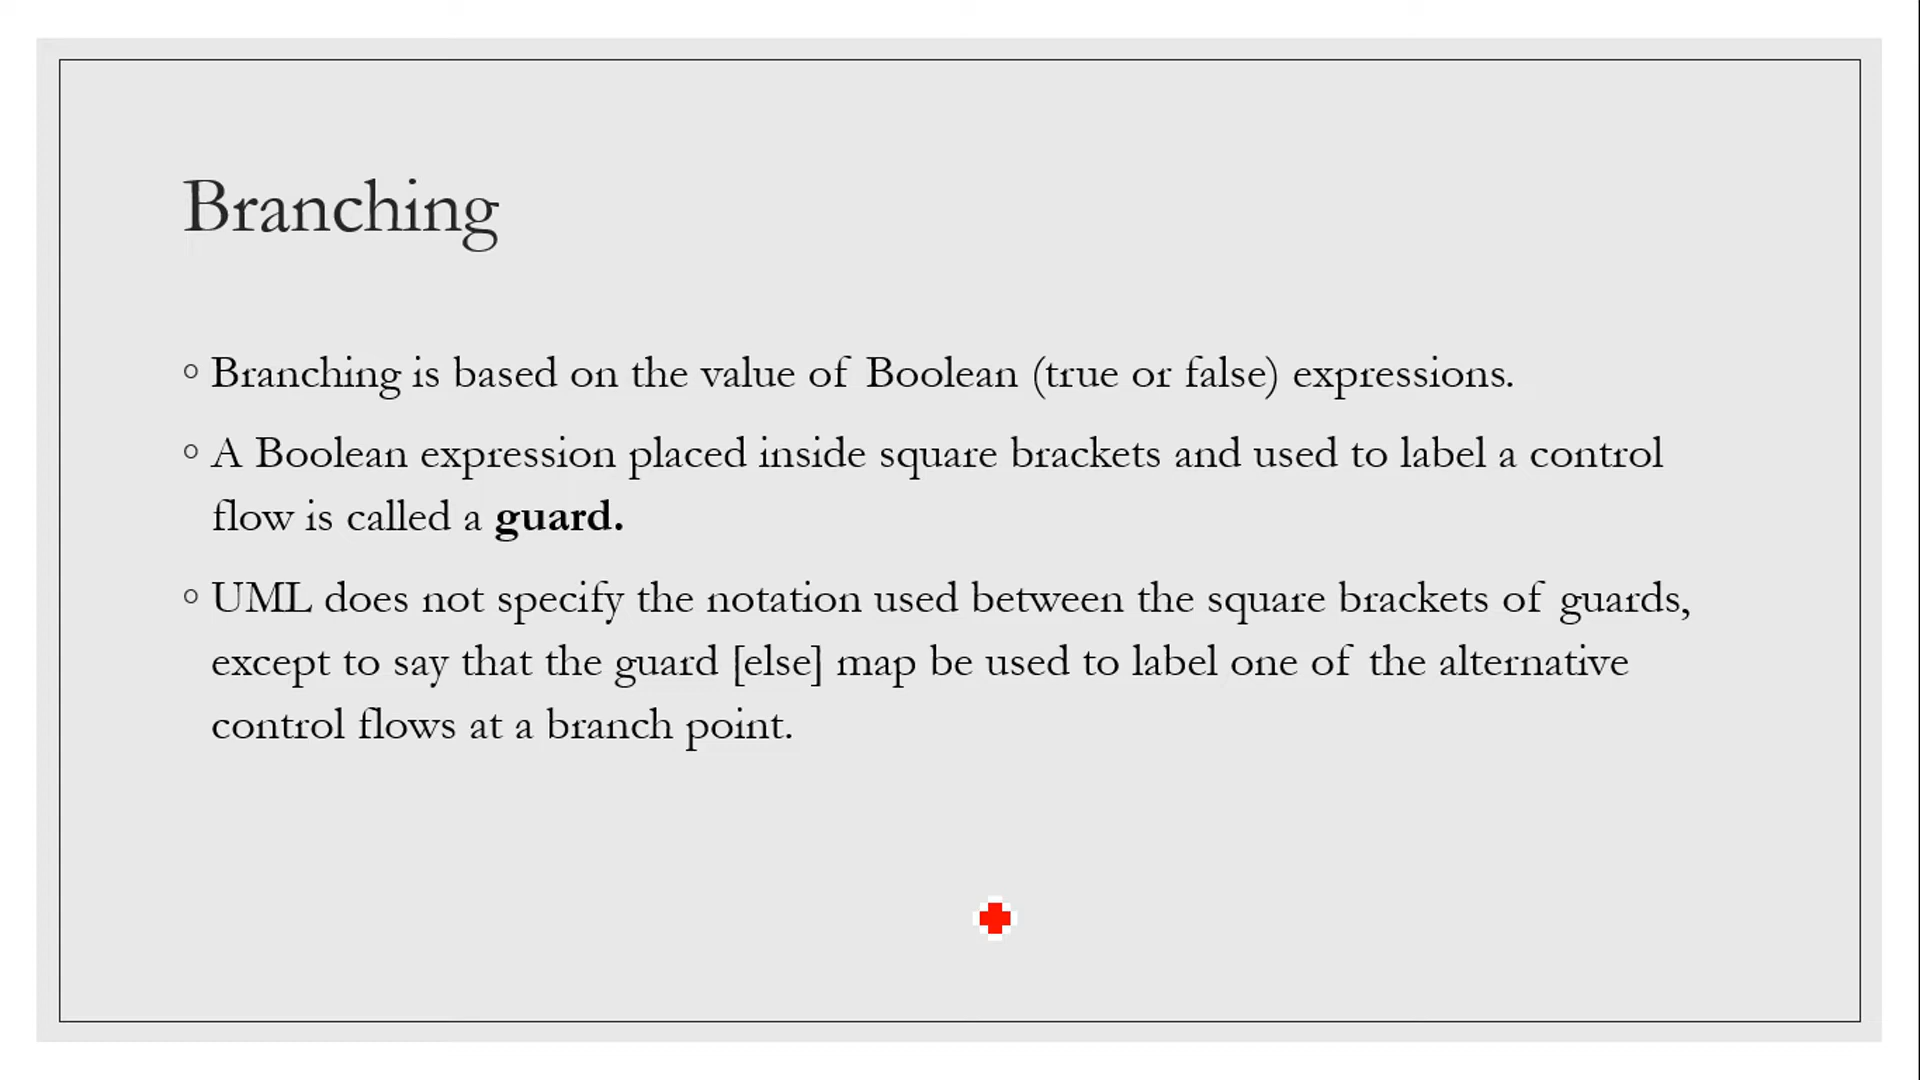 Branching
◦ Branching is based on the value of Boolean (true or false) expressions.
◦ A Boolean expression placed inside square brackets and used to label a control
flow is called a guard.
◦ UML does not specify the notation used between the square brackets of guards,
except to say that the guard [else] map be used to label one of the alternative
control flows at a branch point.